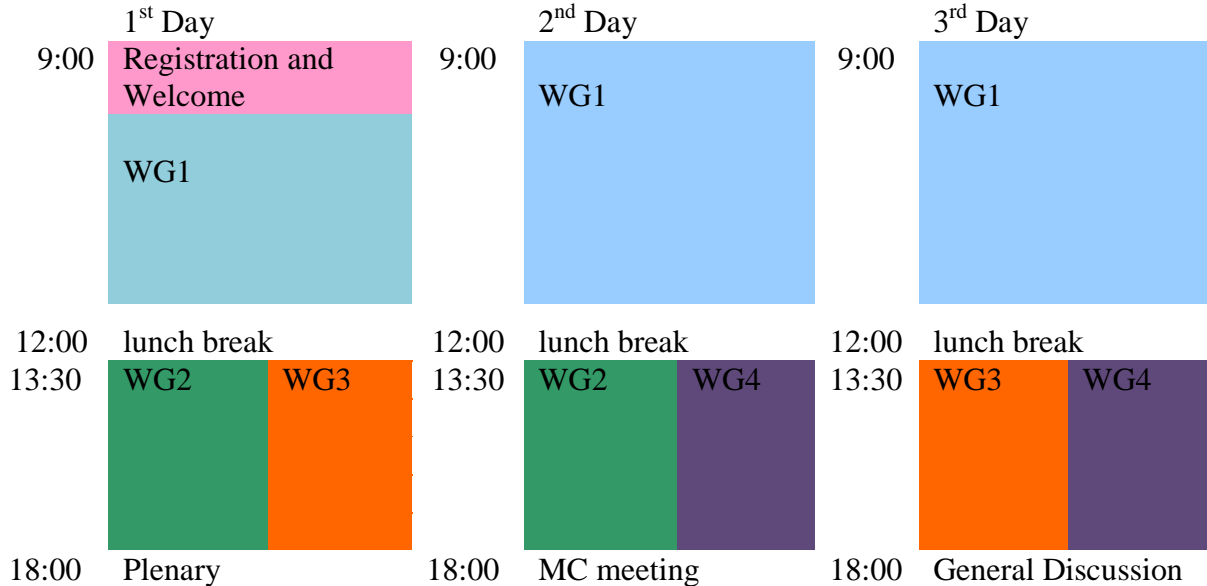 1st Day 2nd Day 3rd Day
9:00 Registration and 9:00 9:00
Welcome WG1 WG1
WG1
12:00 lunch break 12:00 lunch break 12:00 lunch break
13:30 WG2 WG3 13:30 WG2 WG4 13:30 WG3 WG4
18:00 Plenary 18:00 MC meeting 18:00 General Discussion